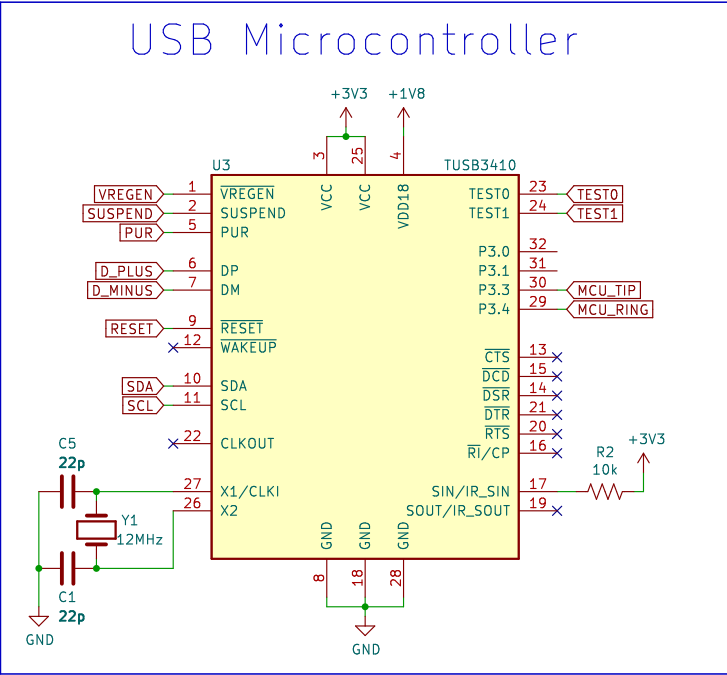 USB Microcontroller
+3V3
+1V8
3
25
4
U3
TUSB3410
VCC
VCC
VDD18
VREGEN
1
VREGEN
TEST0
23
TEST0
SUSPEND
2
SUSPEND
TEST1
24
TEST1
PUR
5
PUR
P3.0
32
D_PLUS
6
DP
P3.1
31
D_MINUS
7
DM
P3.3
30
MCU_TIP
P3.4
29
MCU_RING
RESET
9
RESET
12
WAKEUP
CTS
13
DCD
15
SDA
10
SDA
DSR
14
SCL
11
SCL
DTR
21
RTS
20
22
CLKOUT
RI/CP
16
C5
22p
R2
10k
+3V3
27
X1/CLKI
SIN/IR_SIN
17
26
X2
SOUT/IR_SOUT
19
Y1
12MHz
GND
GND
GND
8
18
28
C1
22p
GND
GND